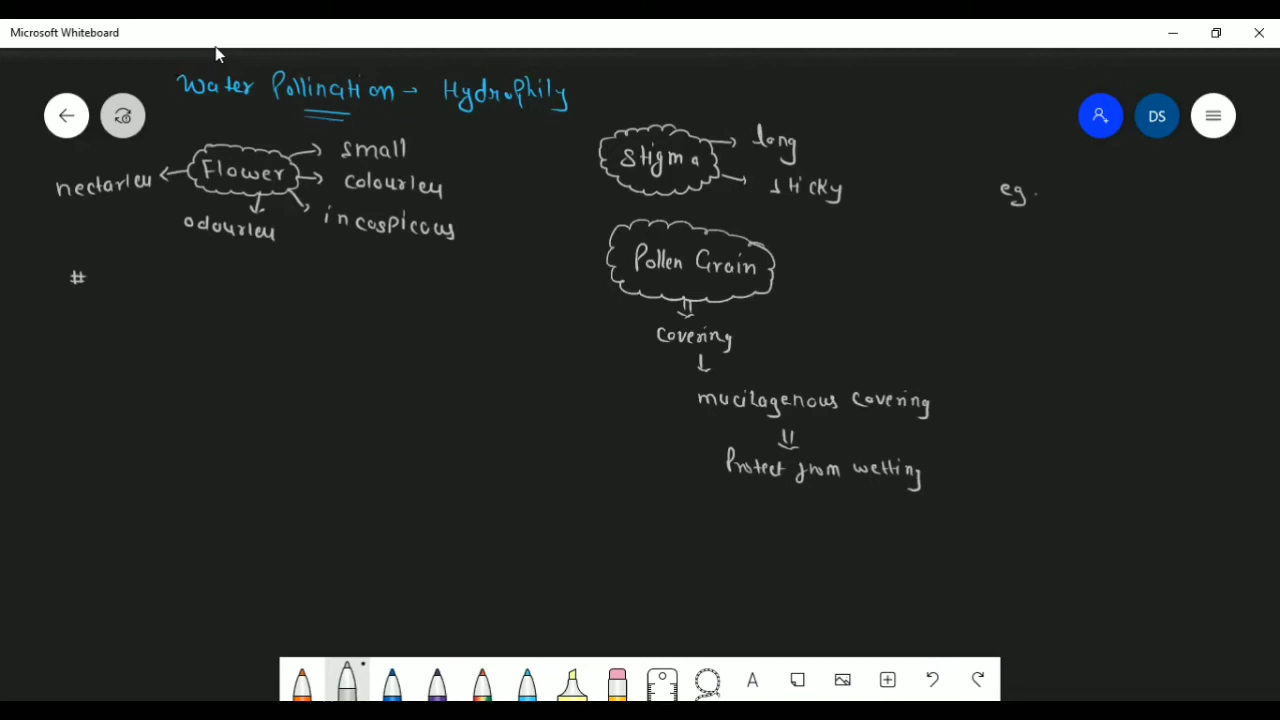 Microsoft Whiteboard
Water Pollination → Hydrophily
DS
Flower
small
colourless
incospicous
odourless
nectarless
Stigma
long
sticky
eg.
#
Pollen Grain
covering
mucilagenous covering
Protect from wetting
A